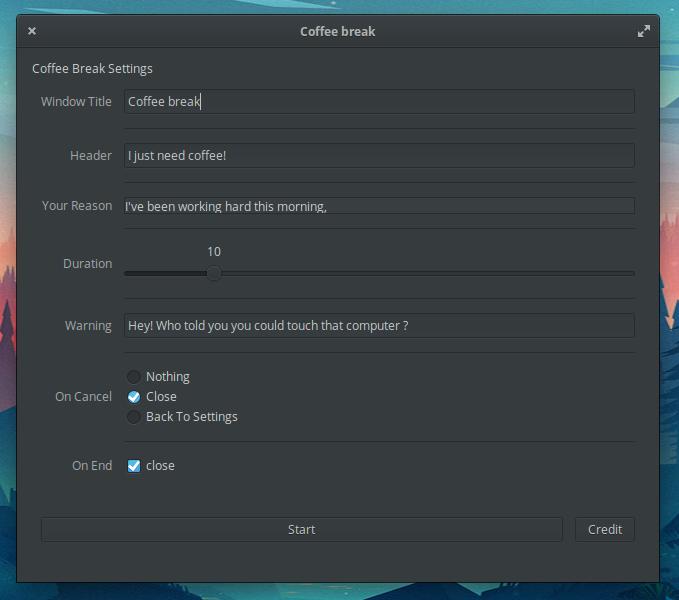 Coffee break
Coffee Break Settings
Window Title Coffee break
Header I just need coffee!
Your Reason I've been working hard this morning,
10
Duration
Warning Hey! Who told you you could touch that computer ?
Nothing
On Cancel Close
Back To Settings
On End close
Start Credit